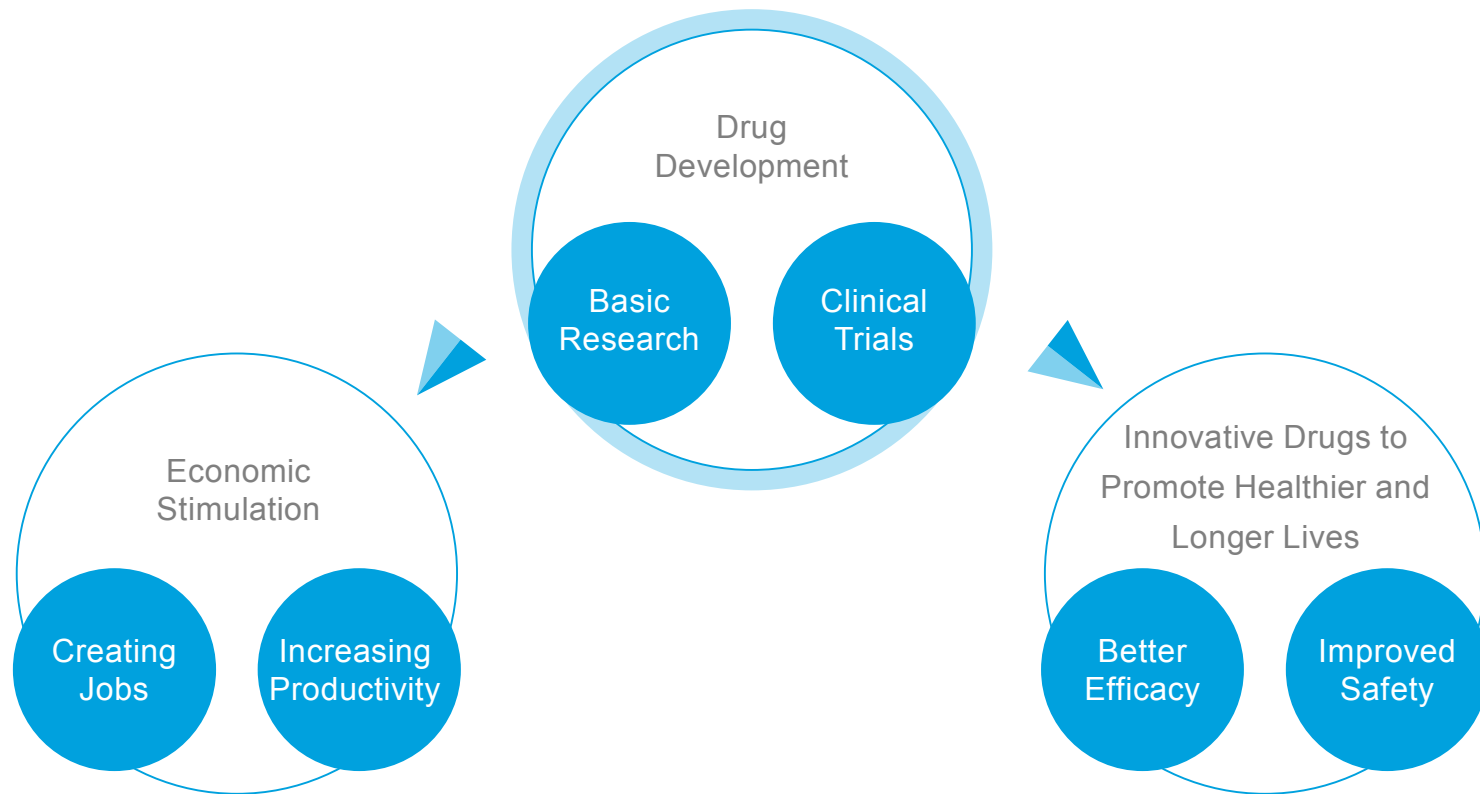 Drug
Development
Basic
Research
Clinical
Trials
Economic
Stimulation
Creating
Jobs
Increasing
Productivity
Innovative Drugs to
Promote Healthier and
Longer Lives
Better
Efficacy
Improved
Safety